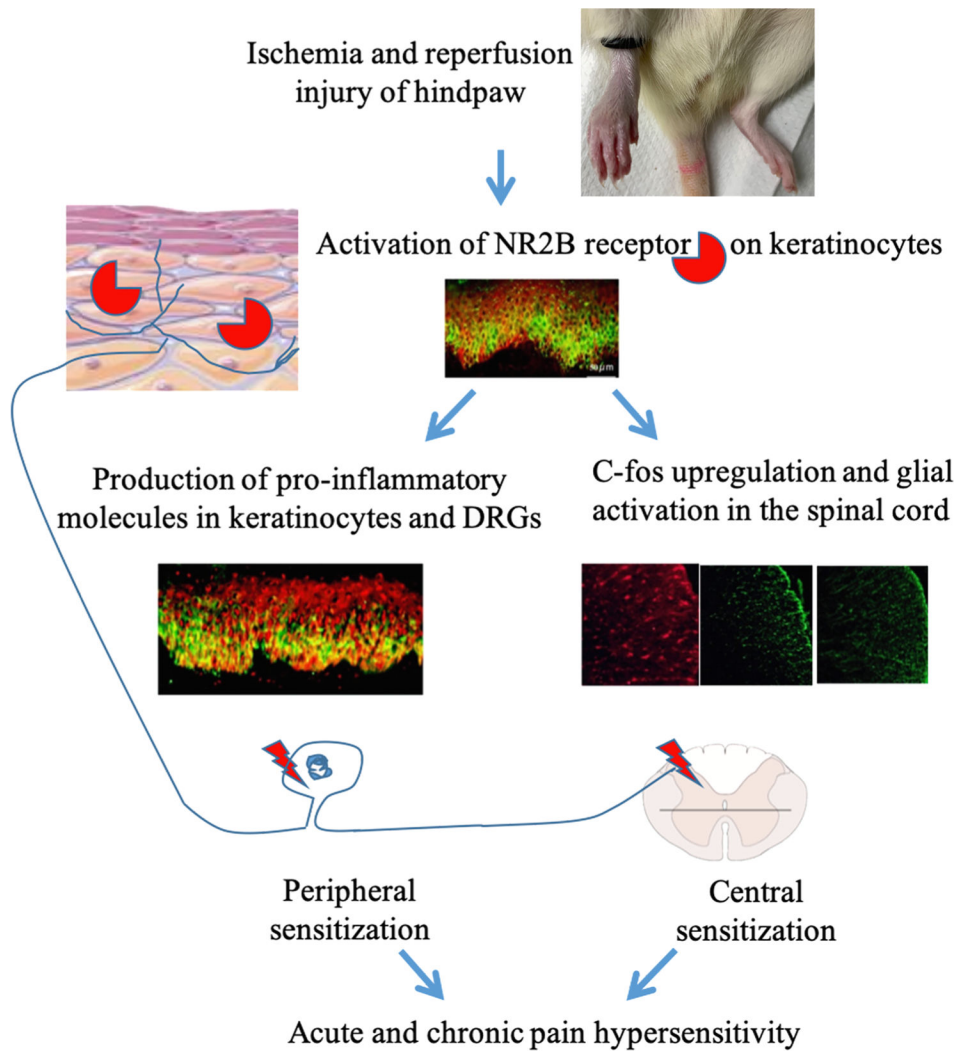 Ischemia and reperfusion
injury of hindpaw
Activation of NR2B receptor on keratinocytes
50 µm
Production of pro-inflammatory
molecules in keratinocytes and DRGs
C-fos upregulation and glial
activation in the spinal cord
Peripheral
sensitization
Central
sensitization
Acute and chronic pain hypersensitivity